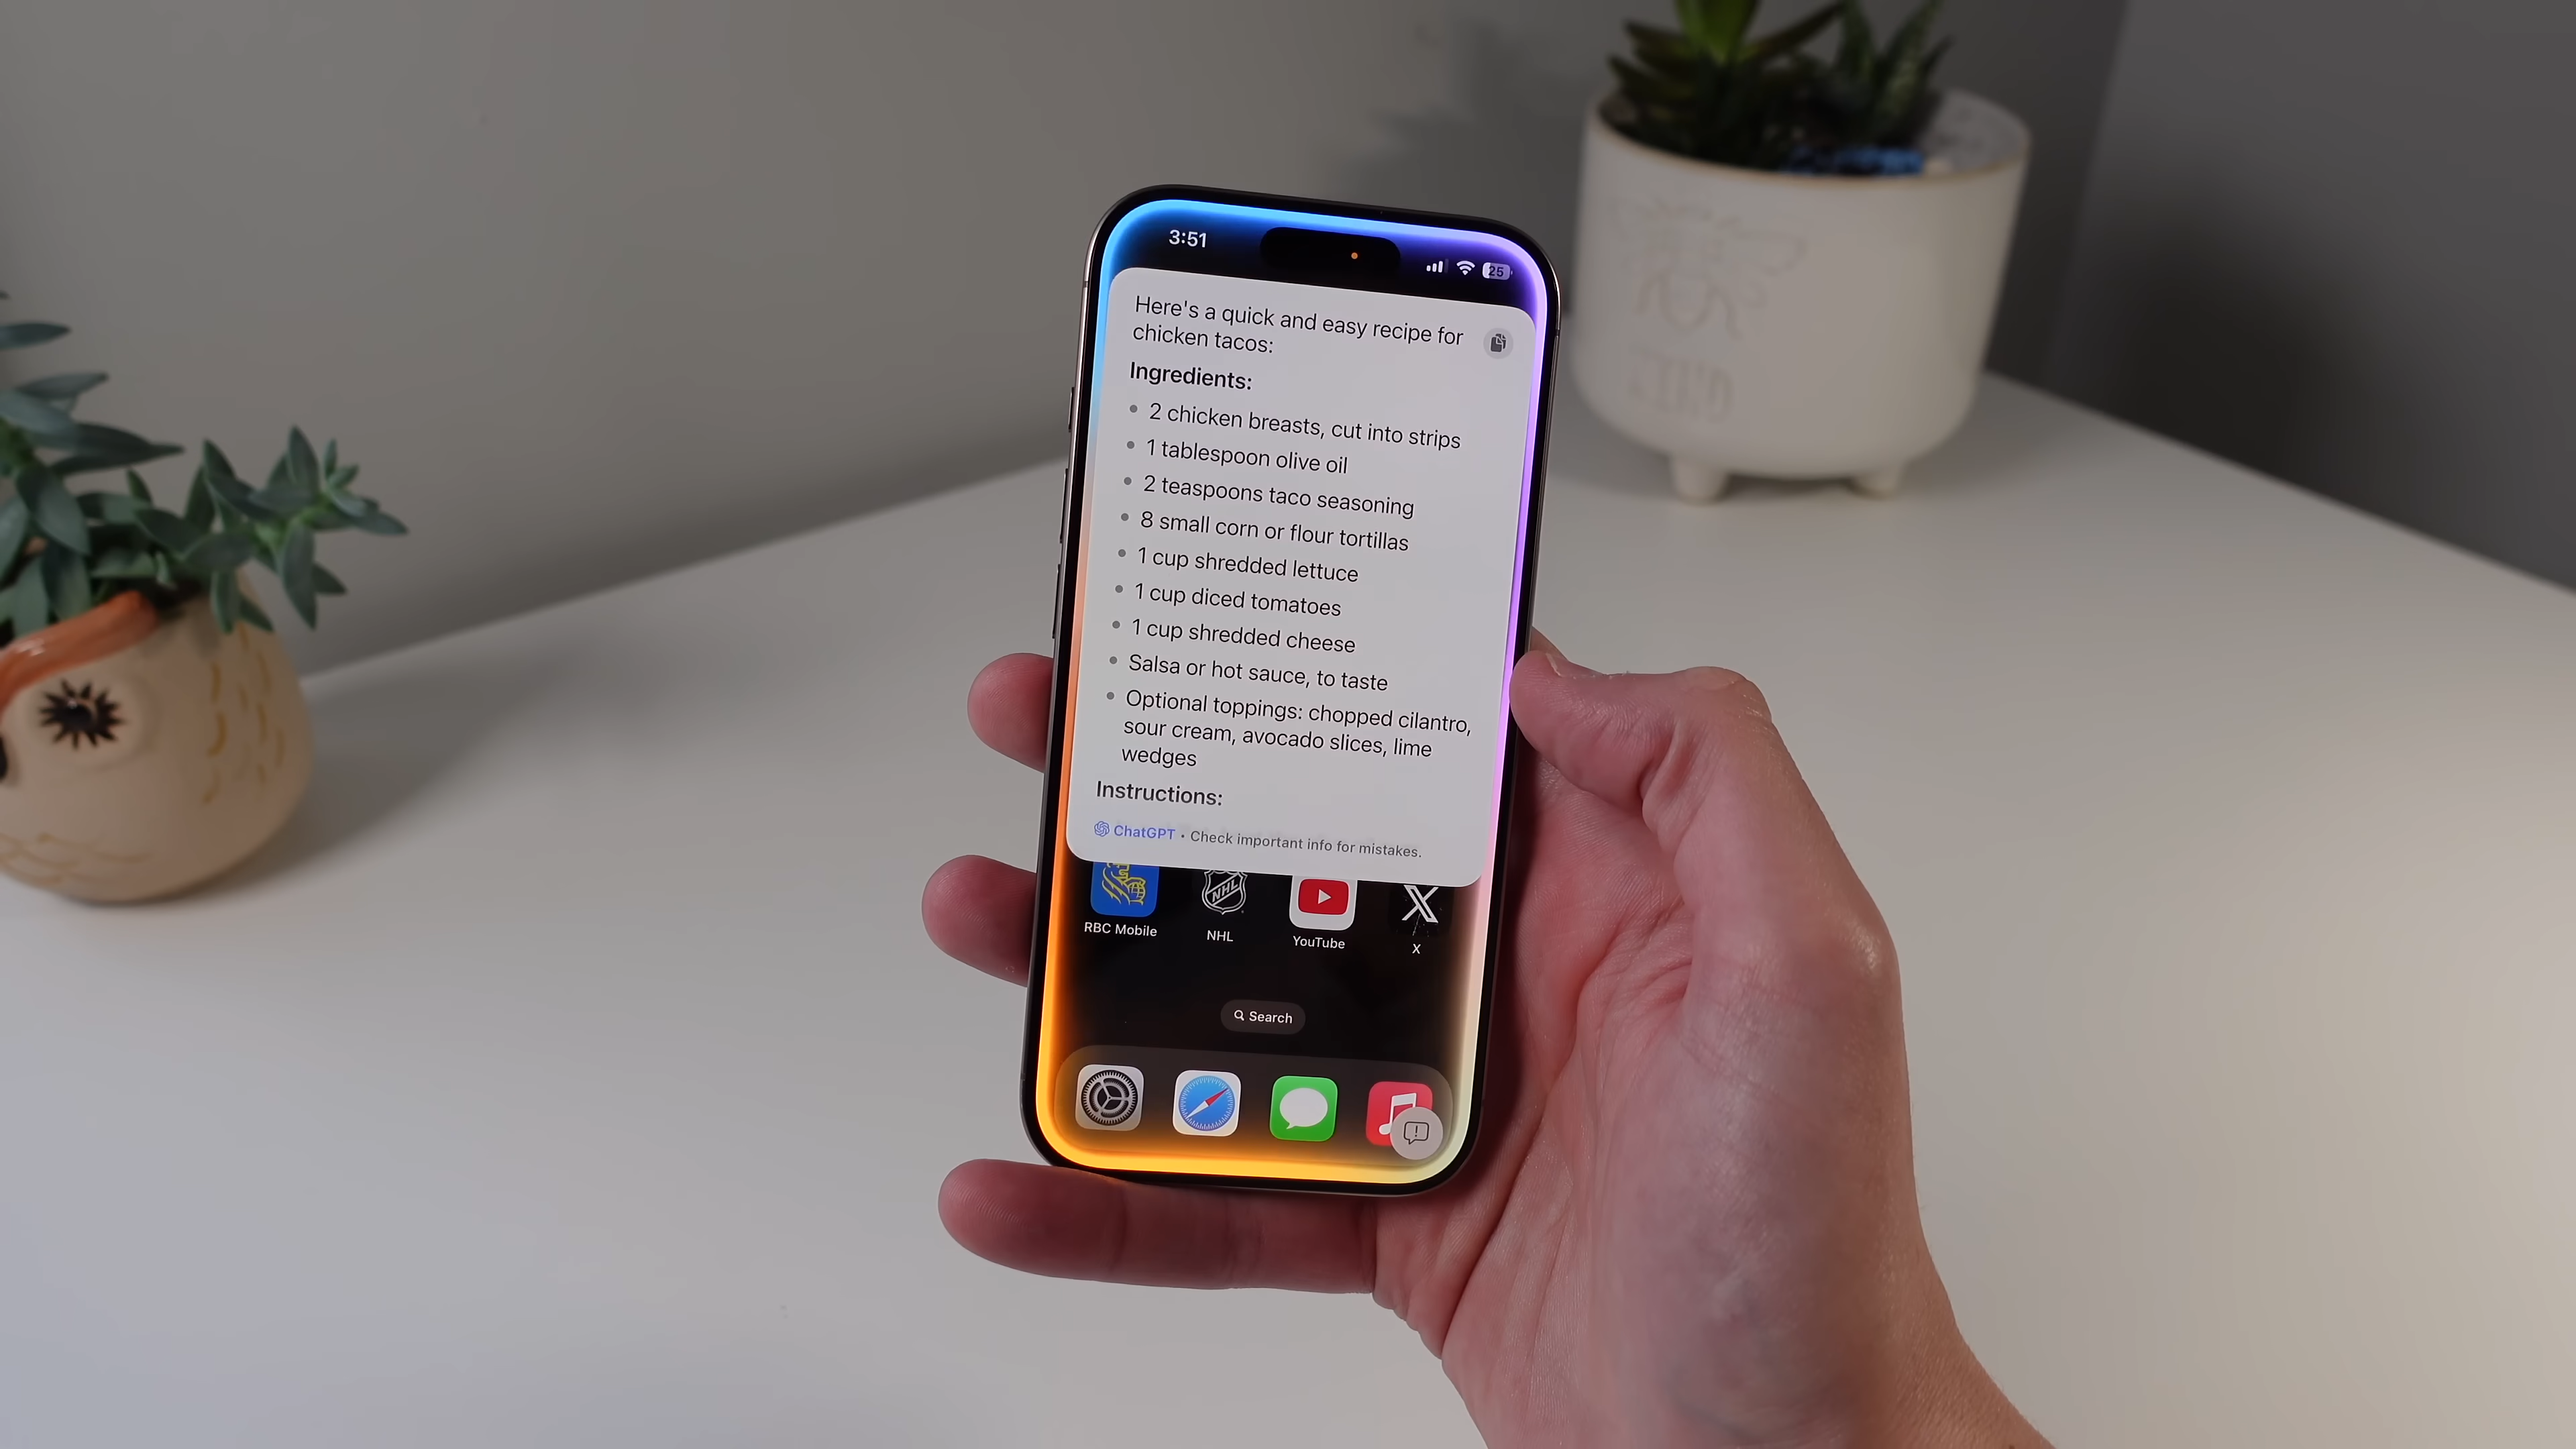 3:51
25
Here's a quick and easy recipe for
chicken tacos:
Ingredients:
2 chicken breasts, cut into strips
1 tablespoon olive oil
2 teaspoons taco seasoning
8 small corn or flour tortillas
1 cup shredded lettuce
1 cup diced tomatoes
1 cup shredded cheese
Salsa or hot sauce, to taste
Optional toppings: chopped cilantro,
sour cream, avocado slices, lime
wedges
Instructions:
ChatGPT • Check important info for mistakes.
NHL
RBC Mobile
NHL
YouTube
X
Search